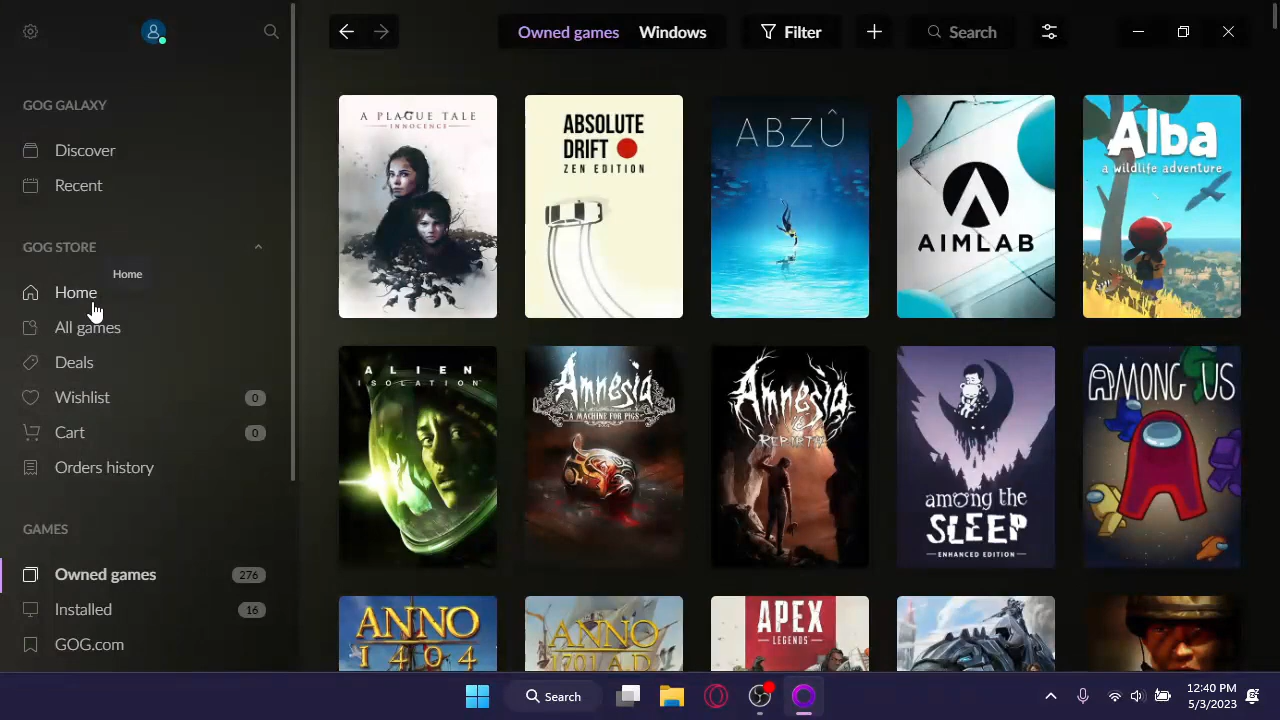 Owned games
Windows
Filter
Search
GOG GALAXY
Discover
Recent
GOG STORE
Home
Home
All games
Deals
Wishlist 0
Cart 0
Orders history
GAMES
Owned games 276
Installed 16
GOG.com
A PLAGUE TALE
INNOCENCE
ABSOLUTE
DRIFT
ZEN EDITION
ABZÛ
AIMLAB
Alba
a wildlife adventure
ALIEN
ISOLATION
Amnesia
A MACHINE FOR PIGS
Amnesia
REBIRTH
among the
SLEEP
ENHANCED EDITION
AMONG US
ANNO
1404
ANNO
1701 A.D.
APEX
LEGENDS
Search
12:40 PM
5/3/2023